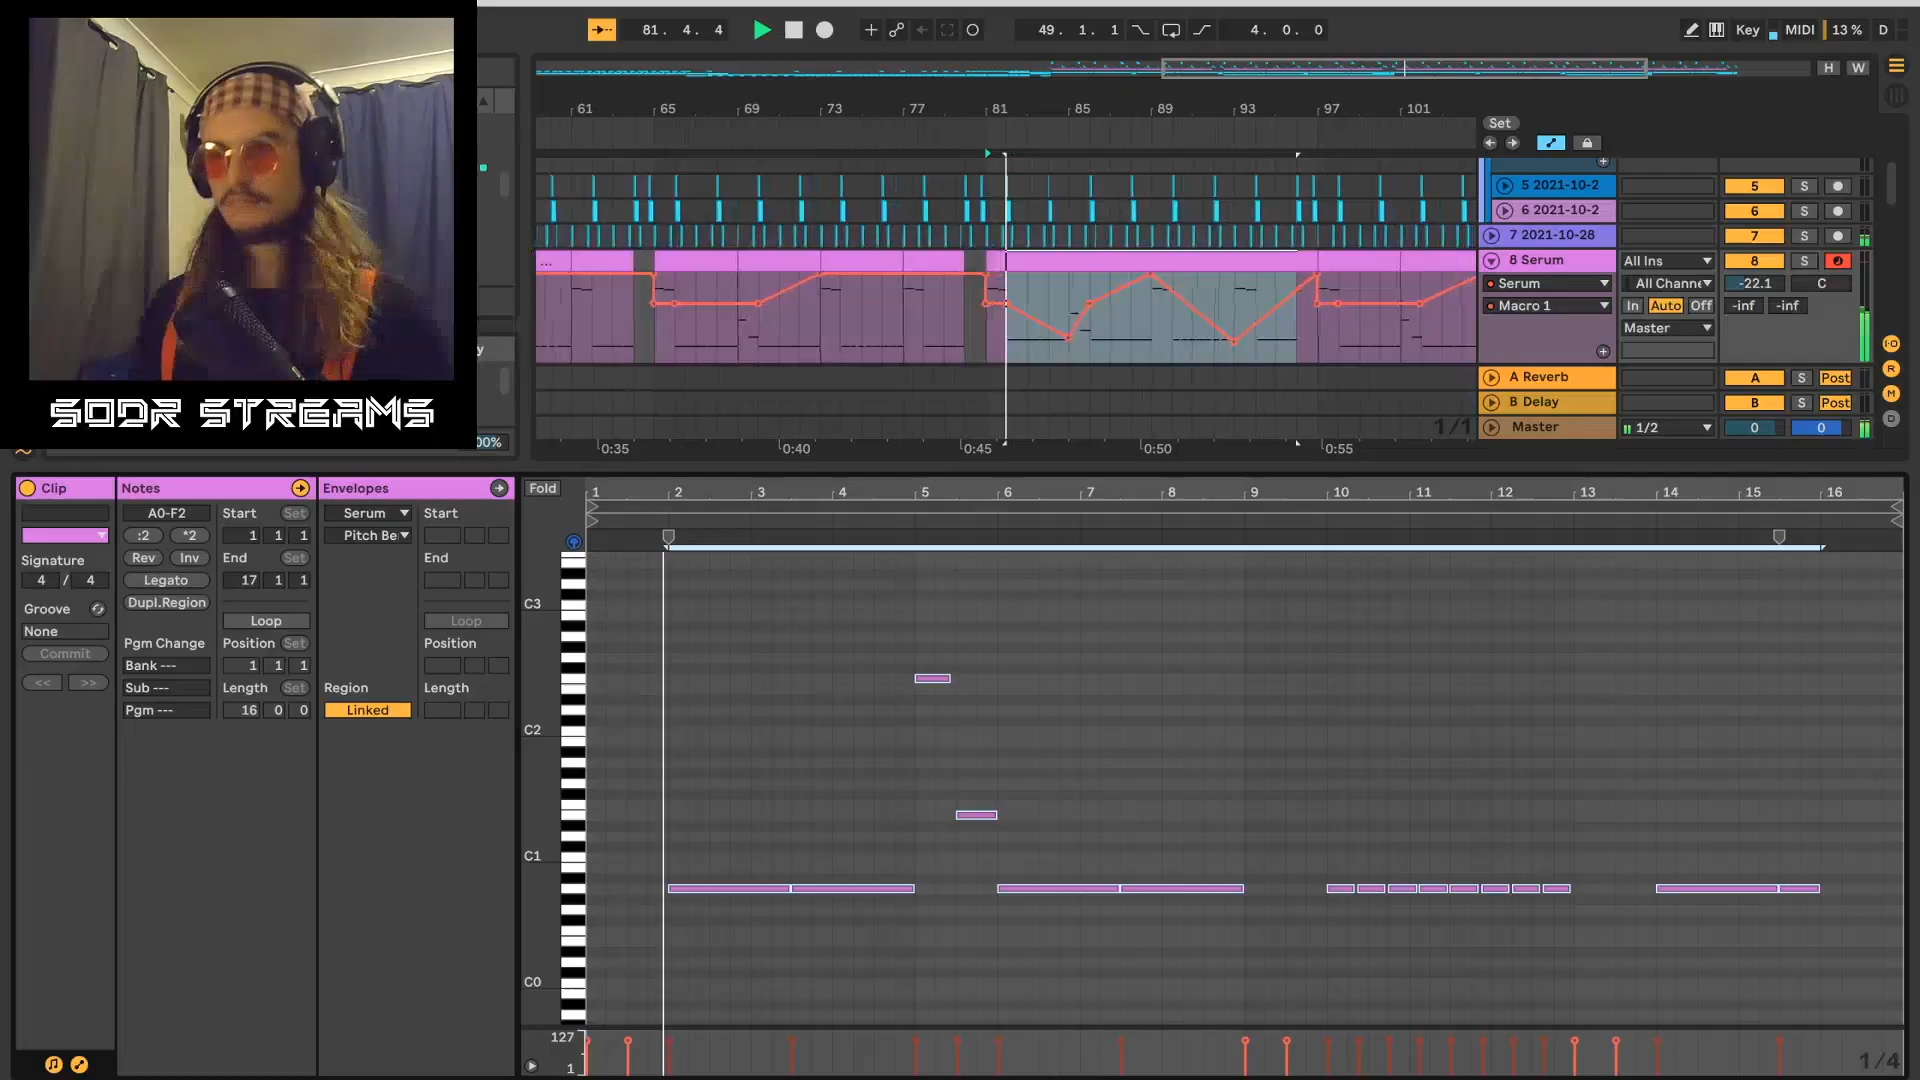 SODR STREAMS
81. 4. 4
49. 1. 1
4. 0. 0
Key
MIDI
13 %
D
H
W
61 65 69 73 77 81 85 89 93 97 101
Set
5 2021-10-2
5
S
6 2021-10-2
6
S
7 2021-10-28
7
S
...
8 Serum
All Ins
8
S
Serum
All Channe
-22.1
C
Macro 1
In
Auto
Off
-inf
-inf
Master
A Reverb
A
S
Post
B Delay
B
S
Post
1/1
Master
1/2
0
0
I·O
R
M
D
y
00%
0:35 0:40 0:45 0:50 0:55
Clip
Notes
Envelopes
Fold
1 2 3 4 5 6 7 8 9 10 11 12 13 14 15 16
A0-F2
Start
Set
Serum
Start
:2
*2
1 1 1
Pitch Be
Signature
Rev
Inv
End
Set
End
4 / 4
Legato
17 1 1
Groove
Dupl.Region
Loop
Loop
None
Pgm Change
Position
Set
Position
Commit
Bank ---
1 1 1
<<
>>
Sub ---
Length
Set
Region
Length
Pgm ---
16 0 0
Linked
C3
C2
C1
C0
127
1
1/4